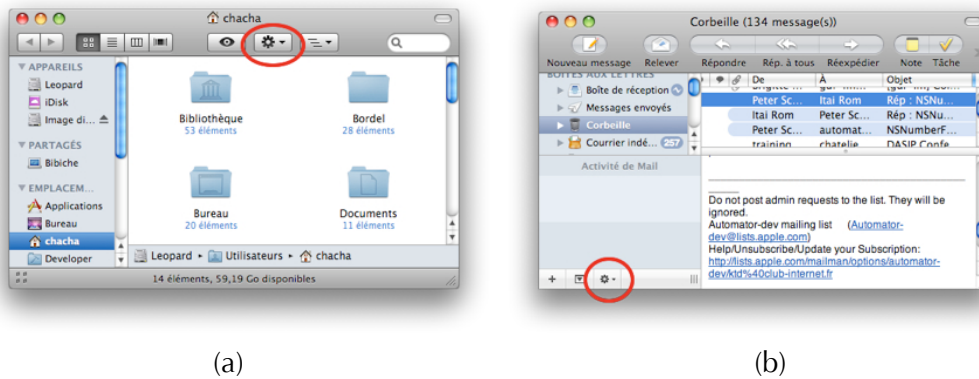 chacha
APPAREILS
Leopard
iDisk
Image di...
PARTAGÉS
Bibiche
EMPLACEM...
Applications
Bureau
chacha
Developer
Bibliothèque
53 éléments
Bordel
28 éléments
Bureau
20 éléments
Documents
11 éléments
Leopard ▸ Utilisateurs ▸ chacha
14 éléments, 59,19 Go disponibles
(a)
Corbeille (134 message(s))
Nouveau message Relever Répondre Rép. à tous Réexpédier Note Tâche
BOÎTES AUX LETTRES
Boîte de réception
Messages envoyés
Corbeille
Courrier indé... 257
Activité de Mail
De À Objet
Peter Sc... Itai Rom Rép : NSNu...
Itai Rom Peter Sc... Rép : NSNu...
Peter Sc... automat... NSNumberF...
training chatelie DASIP Confe
Do not post admin requests to the list. They will be
ignored.
Automator-dev mailing list (Automator-
dev@lists.apple.com)
Help/Unsubscribe/Update your Subscription:
http://lists.apple.com/mailman/options/automator-
dev/ktd%40club-internet.fr
(b)